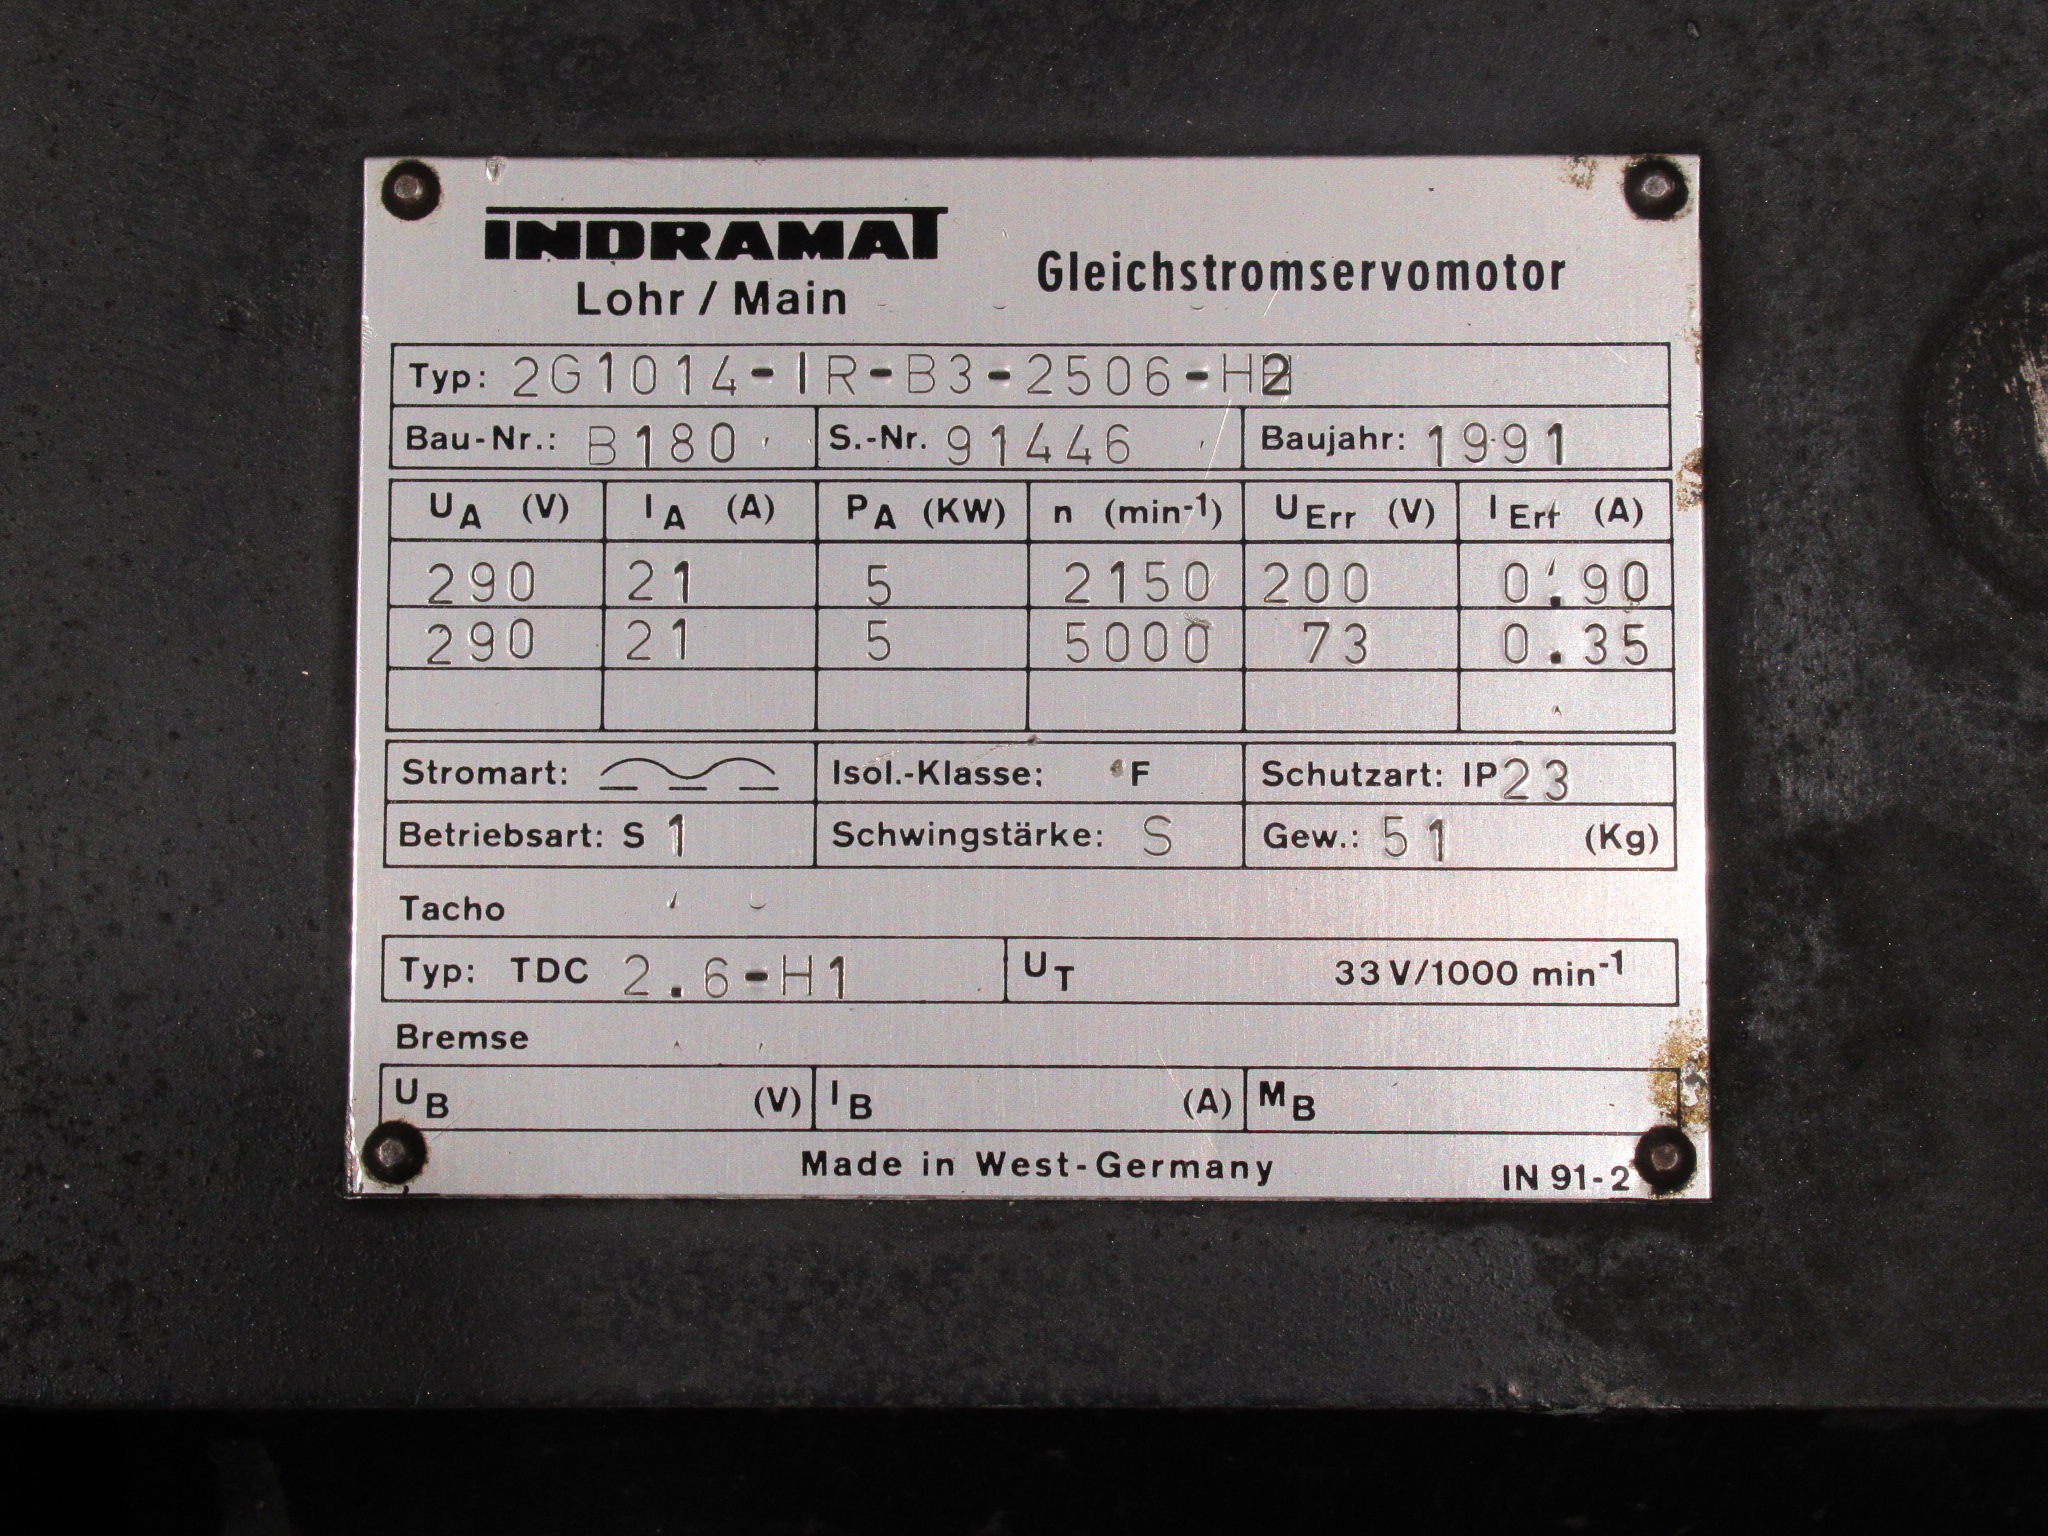 INDRAMAT
Lohr / Main
Gleichstromservomotor
Typ: 2G1014-IR-B3-2506-H2
Bau-Nr.: B180 S.-Nr. 91446 Baujahr: 1991
UA (V) IA (A) PA (KW) n (min-1) UErr (V) IErr (A)
290 21 5 2150 200 0.90
290 21 5 5000 73 0.35
Stromart: Isol.-Klasse: F Schutzart: IP23
Betriebsart: S1 Schwingstärke: S Gew.: 51 (Kg)
Tacho
Typ: TDC 2.6-H1 UT 33 V/1000 min-1
Bremse
UB (V) IB (A) MB
Made in West-Germany
IN 91-2